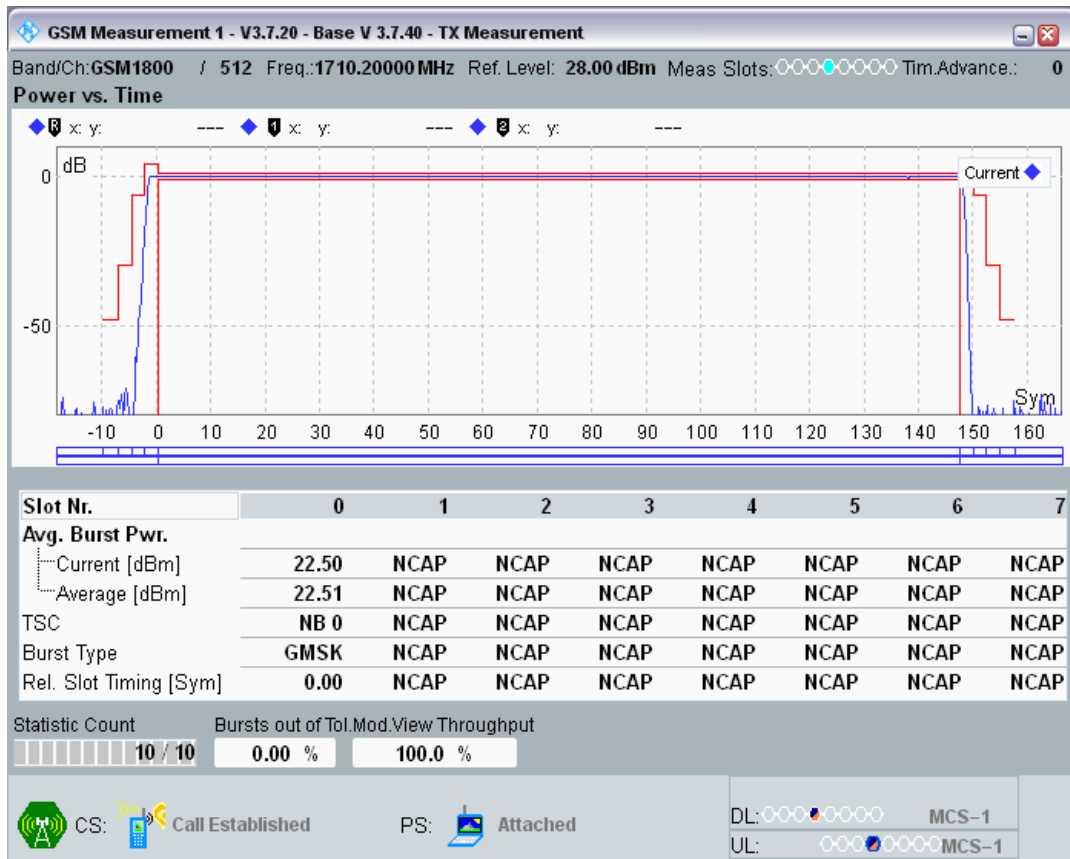 GSM Measurement 1 - V3.7.20 - Base V 3.7.40 - TX Measurement
Band/Ch:GSM1800 / 512 Freq.:1710.20000 MHz Ref. Level: 28.00 dBm Meas Slots: Tim.Advance.: 0
Power vs. Time
R x: y: --- 1 x: y: --- 2 x: y: ---
dB
0
Current
-50
Sym
-10 0 10 20 30 40 50 60 70 80 90 100 110 120 130 140 150 160
Slot Nr. 0 1 2 3 4 5 6 7
Avg. Burst Pwr.
Current [dBm] 22.50 NCAP NCAP NCAP NCAP NCAP NCAP NCAP
Average [dBm] 22.51 NCAP NCAP NCAP NCAP NCAP NCAP NCAP
TSC NB 0 NCAP NCAP NCAP NCAP NCAP NCAP NCAP
Burst Type GMSK NCAP NCAP NCAP NCAP NCAP NCAP NCAP
Rel. Slot Timing [Sym] 0.00 NCAP NCAP NCAP NCAP NCAP NCAP NCAP
Statistic Count Bursts out of Tol.Mod.View Throughput
10 / 10 0.00 % 100.0 %
CS: Call Established PS: Attached
DL: MCS-1
UL: MCS-1